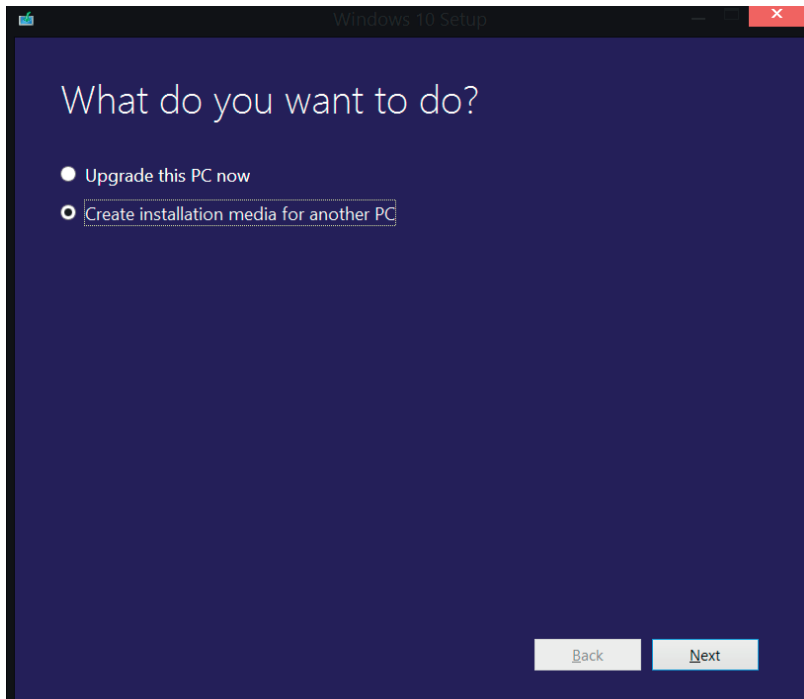 Windows 10 Setup
What do you want to do?
Upgrade this PC now
Create installation media for another PC
Back
Next